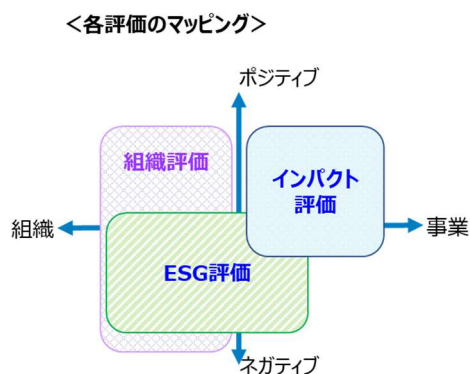 ＜各評価のマッピング＞
ポジティブ
組織評価
インパクト
評価
組織
事業
ESG評価
ネガティブ